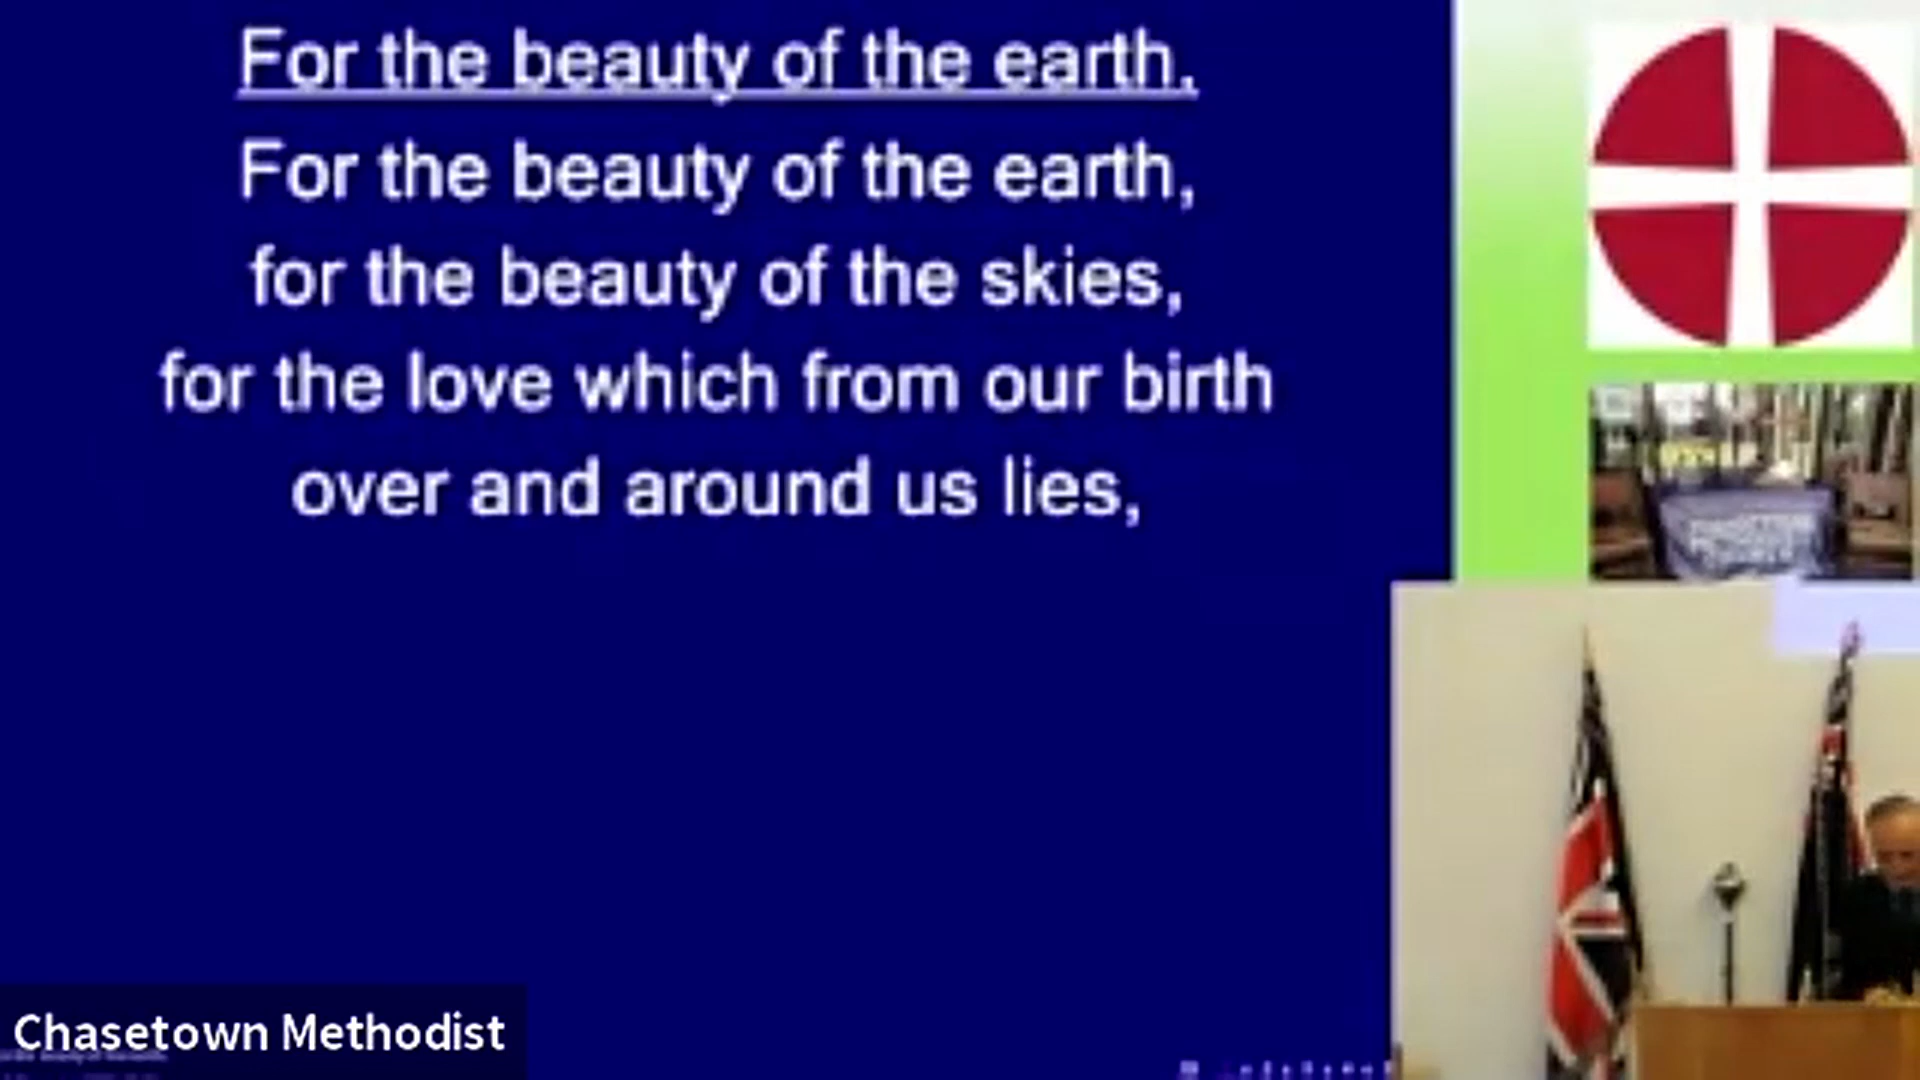 For the beauty of the earth.
For the beauty of the earth,
for the beauty of the skies,
for the love which from our birth
over and around us lies,
Chasetown Methodist